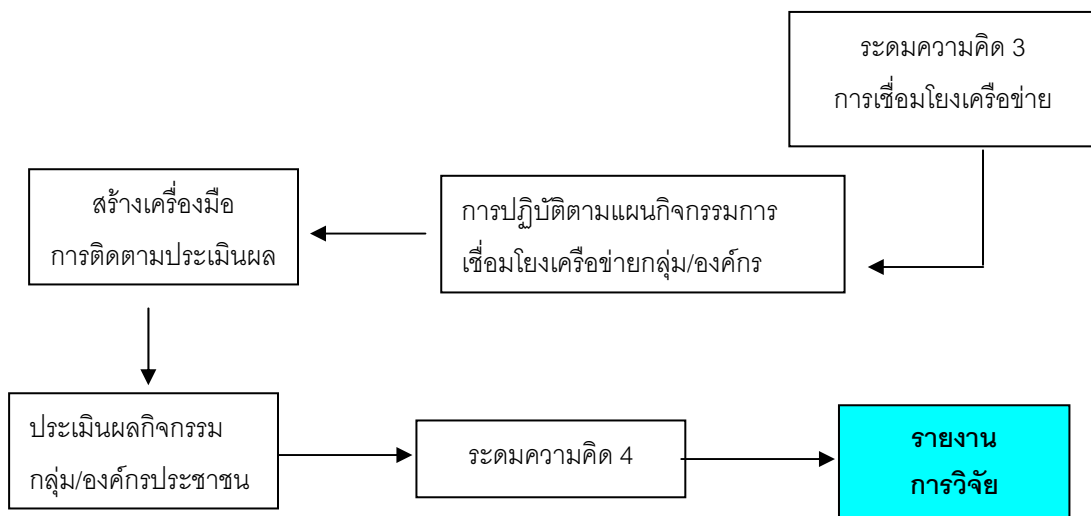 ระดมความคิด 3
การเชื่อมโยงเครือข่าย
การปฏิบัติตามแผนกิจกรรมการ
เชื่อมโยงเครือข่ายกลุ่ม/องค์กร
สร้างเครื่องมือ
การติดตามประเมินผล
ประเมินผลกิจกรรม
กลุ่ม/องค์กรประชาชน
ระดมความคิด 4
รายงาน
การวิจัย